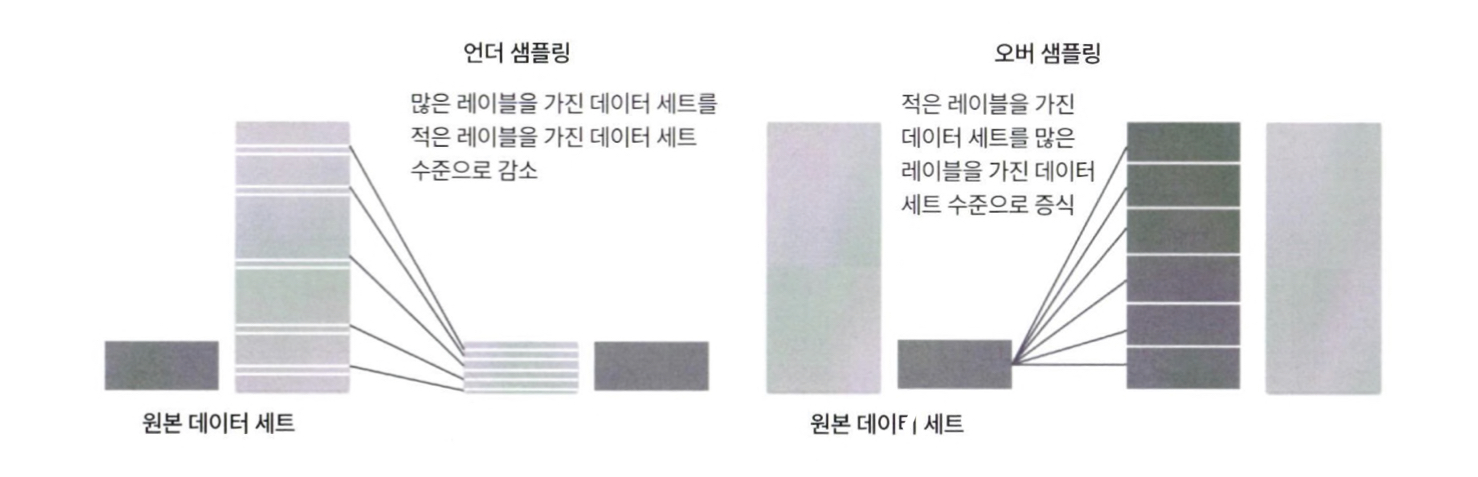 언더 샘플링
많은 레이블을 가진 데이터 세트를
적은 레이블을 가진 데이터 세트
수준으로 감소
원본 데이터 세트
오버 샘플링
적은 레이블을 가진
데이터 세트를 많은
레이블을 가진 데이터
세트 수준으로 증식
원본 데이터 세트